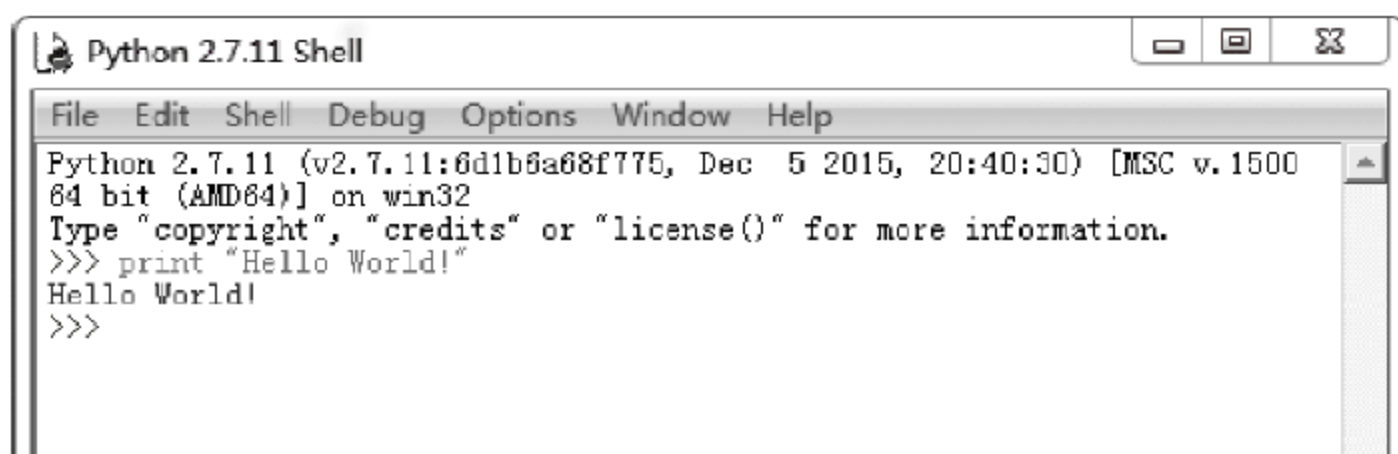 Python 2.7.11 Shell
File Edit Shell Debug Options Window Help
Python 2.7.11 (v2.7.11:6d1b6a68f775, Dec  5 2015, 20:40:30) [MSC v.1500
64 bit (AMD64)] on win32
Type "copyright", "credits" or "license()" for more information.
>>> print "Hello World!"
Hello World!
>>>